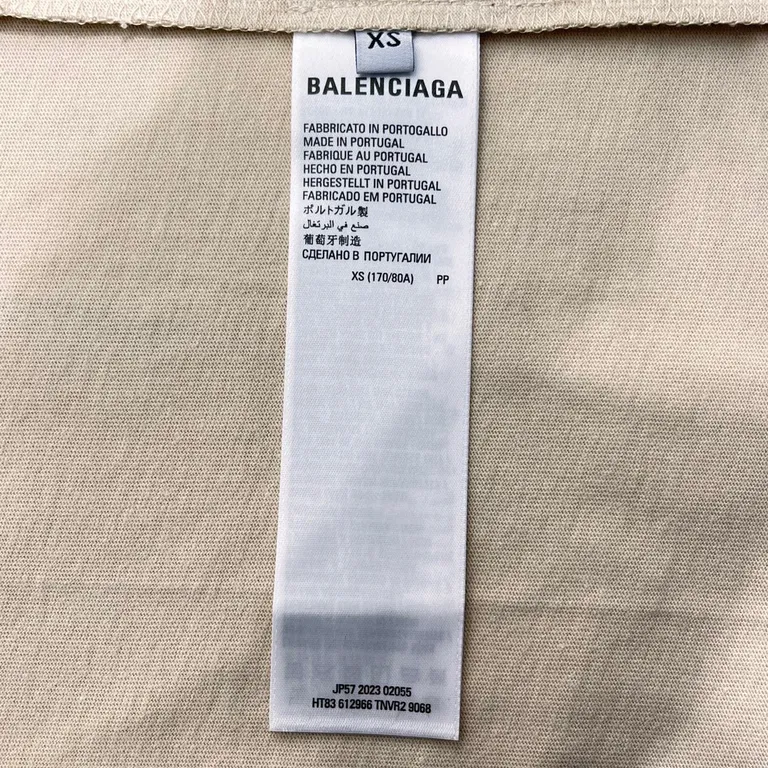 XS
BALENCIAGA
FABBRICATO IN PORTOGALLO
MADE IN PORTUGAL
FABRIQUE AU PORTUGAL
HECHO EN PORTUGAL
HERGESTELLT IN PORTUGAL
FABRICADO EM PORTUGAL
ポルトガル製
صنع في البرتغال
葡萄牙制造
СДЕЛАНО В ПОРТУГАЛИИ
XS (170/80A) PP
JP57 2023 02055
HT83 612966 TNVR2 9068